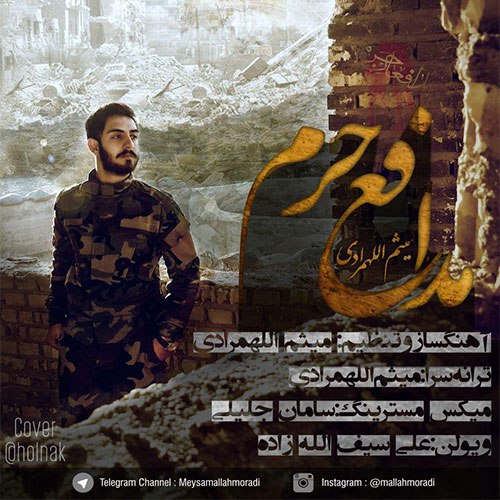 مدافع حرم
میثم اللهمرادی
آهنگساز و تنظیم: میثم اللهمرادی
ترانه سرا: میثم اللهمرادی
میکس مسترینگ: سامان جلیلی
ویولن: علی سیف الله زاده
Cover
@holnak
Telegram Channel : Meysamallahmoradi
Instagram : @mallahmoradi